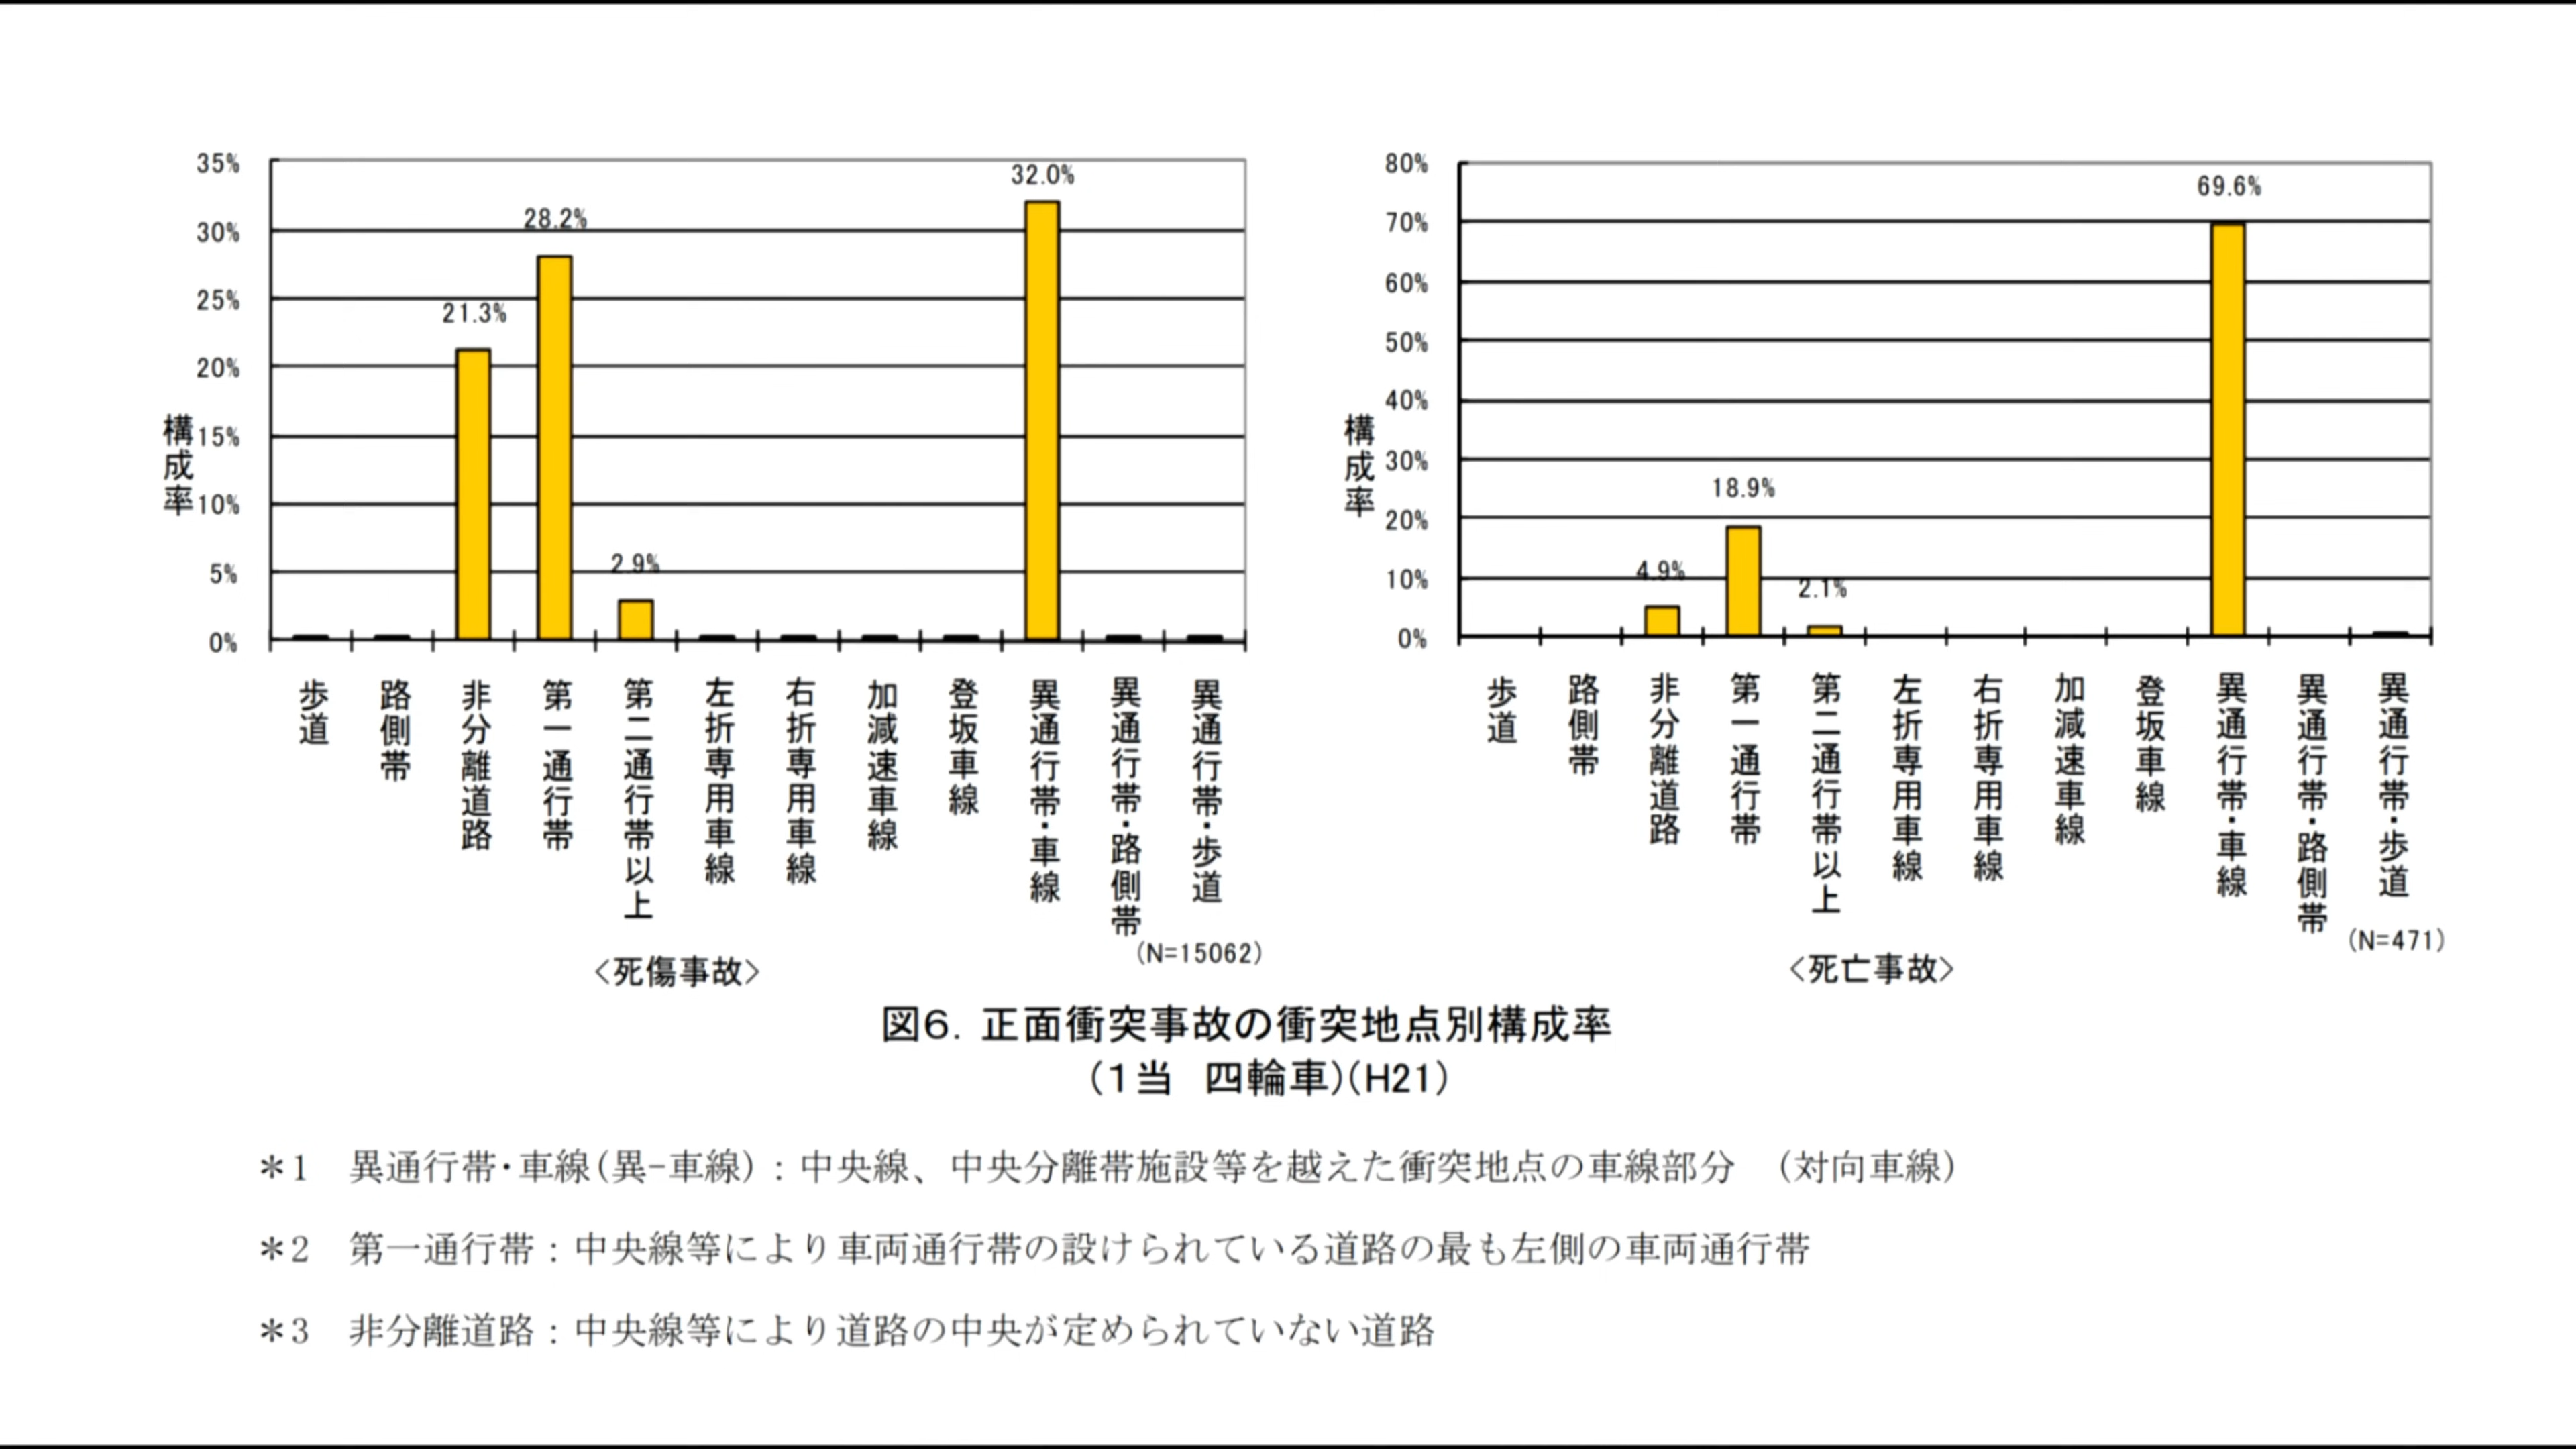 35%
30%
25%
20%
15%
10%
5%
0%
構成率
21.3%
28.2%
2.9%
32.0%
歩道
路側帯
非分離道路
第一通行帯
第二通行帯以上
左折専用車線
右折専用車線
加減速車線
登坂車線
異通行帯・車線
異通行帯・路側帯
異通行帯・歩道
(N=15062)
<死傷事故>
80%
70%
60%
50%
40%
30%
20%
10%
0%
構成率
4.9%
18.9%
2.1%
69.6%
歩道
路側帯
非分離道路
第一通行帯
第二通行帯以上
左折専用車線
右折専用車線
加減速車線
登坂車線
異通行帯・車線
異通行帯・路側帯
異通行帯・歩道
(N=471)
<死亡事故>
図6. 正面衝突事故の衝突地点別構成率
(1当 四輪車)(H21)
*1 異通行帯・車線(異-車線):中央線、中央分離帯施設等を越えた衝突地点の車線部分 (対向車線)
*2 第一通行帯:中央線等により車両通行帯の設けられている道路の最も左側の車両通行帯
*3 非分離道路:中央線等により道路の中央が定められていない道路